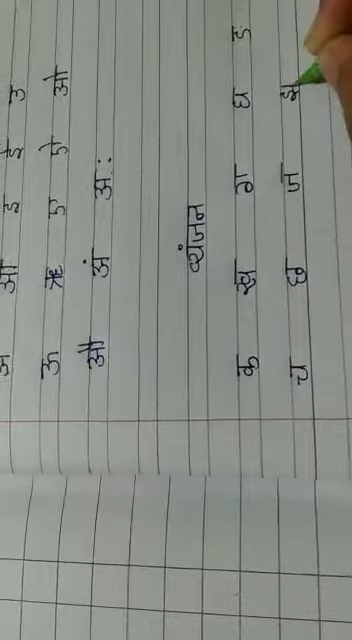 अ आ इ ई उ
ऊ ऋ ए ऐ ओ
औ अं अः
व्यंजन
क ख ग घ ङ
च छ ज झ